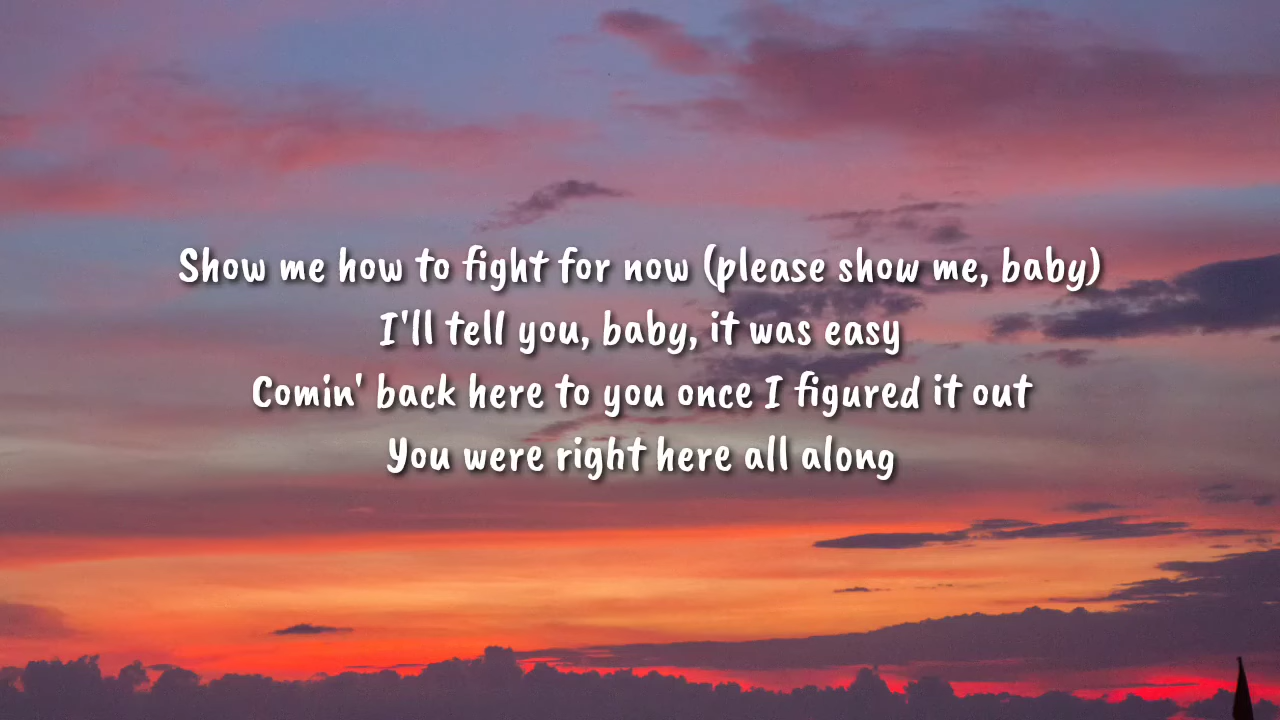 Show me how to fight for now (please show me, baby)
I'll tell you, baby, it was easy
Comin' back here to you once I figured it out
You were right here all along